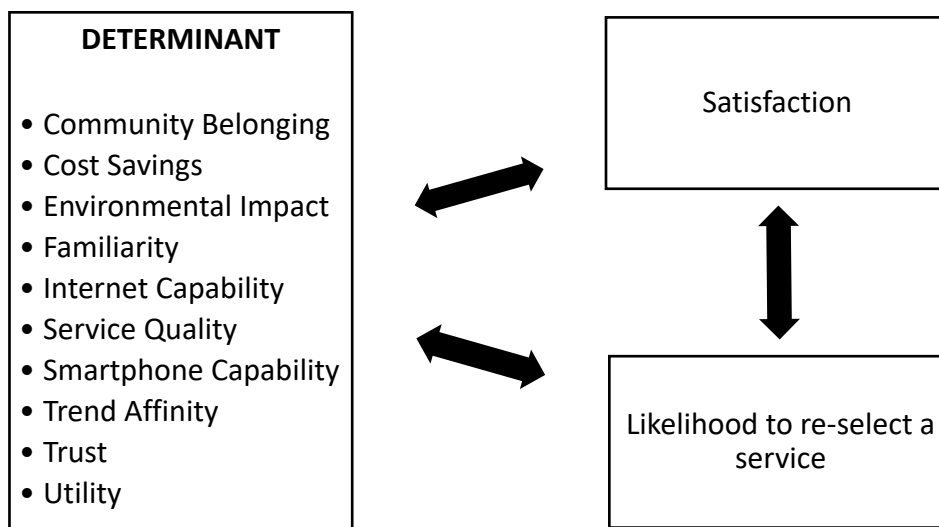 DETERMINANT
• Community Belonging
• Cost Savings
• Environmental Impact
• Familiarity
• Internet Capability
• Service Quality
• Smartphone Capability
• Trend Affinity
• Trust
• Utility
Satisfaction
Likelihood to re-select a
service